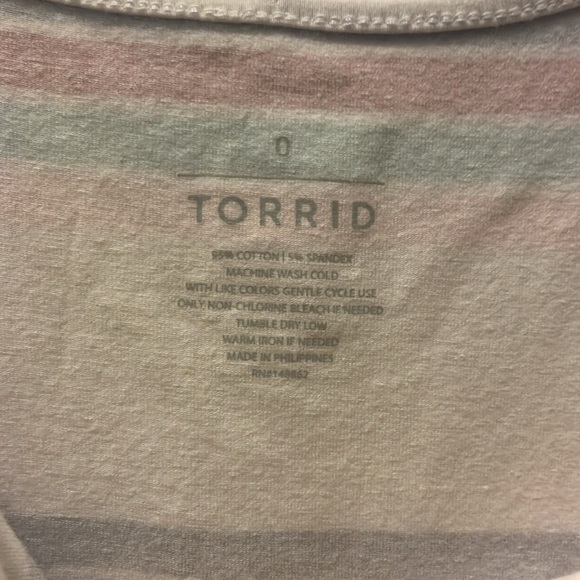 0
TORRID
95% COTTON | 5% SPANDEX
MACHINE WASH COLD
WITH LIKE COLORS GENTLE CYCLE USE
ONLY NON-CHLORINE BLEACH IF NEEDED
TUMBLE DRY LOW
WARM IRON IF NEEDED
MADE IN PHILIPPINES